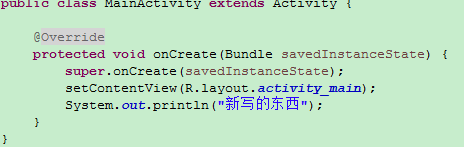 public class MainActivity extends Activity {
@Override
protected void onCreate(Bundle savedInstanceState) {
super.onCreate(savedInstanceState);
setContentView(R.layout.activity_main);
System.out.println("新写的东西");
}
}